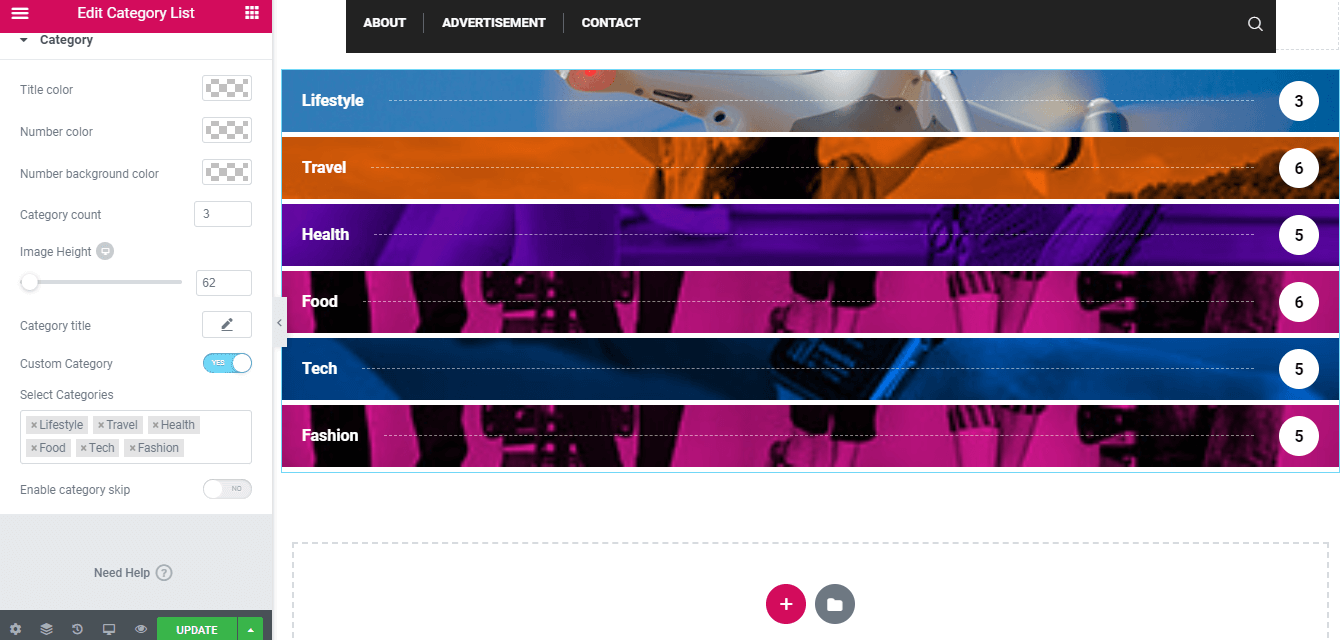 Edit Category List
Category
Title color
Number color
Number background color
Category count
3
Image Height
62
Category title
Custom Category
YES
Select Categories
×Lifestyle ×Travel ×Health
×Food ×Tech ×Fashion
Enable category skip
NO
Need Help ?
UPDATE
ABOUT ADVERTISEMENT CONTACT
Lifestyle 3
Travel 6
Health 5
Food 6
Tech 5
Fashion 5